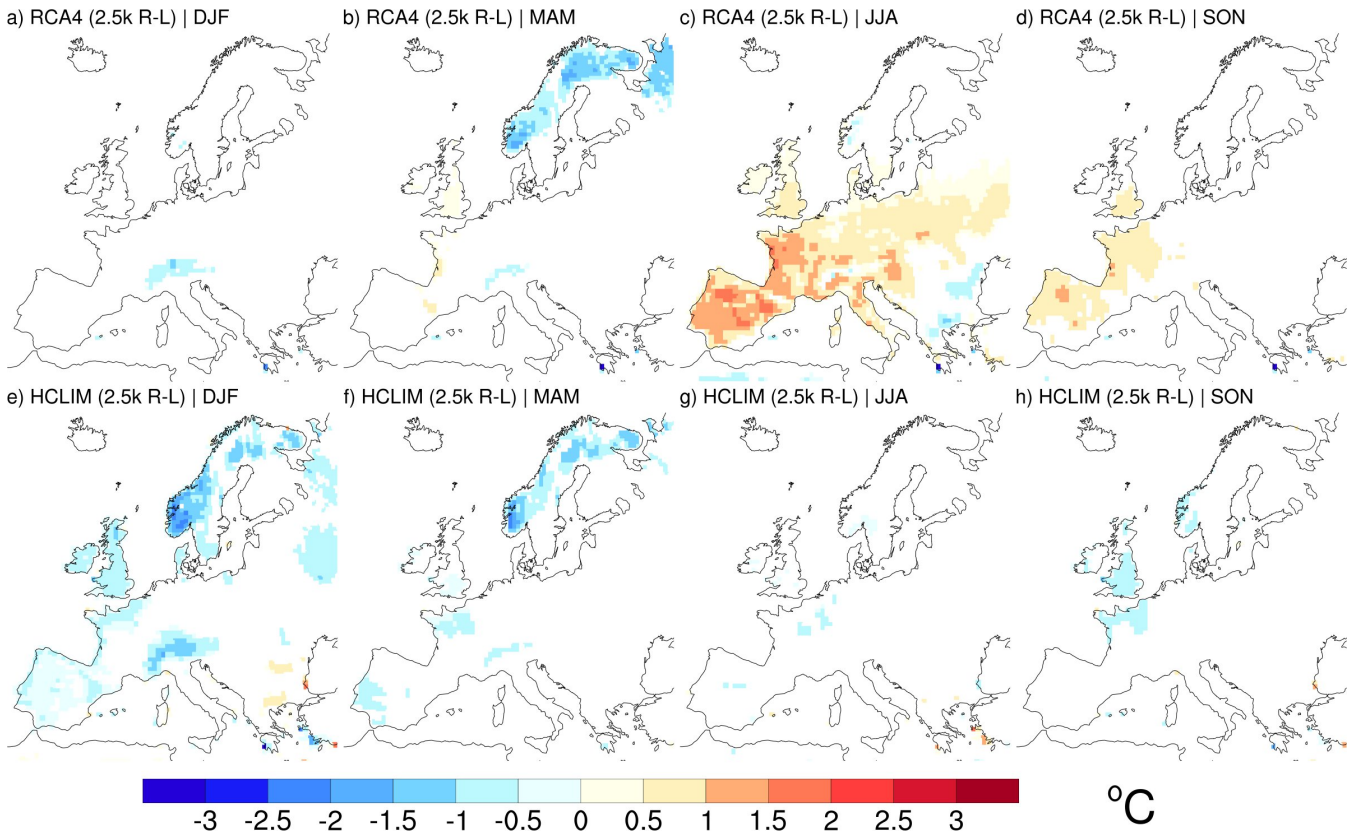 a) RCA4 (2.5k R-L) | DJF
b) RCA4 (2.5k R-L) | MAM
c) RCA4 (2.5k R-L) | JJA
d) RCA4 (2.5k R-L) | SON
e) HCLIM (2.5k R-L) | DJF
f) HCLIM (2.5k R-L) | MAM
g) HCLIM (2.5k R-L) | JJA
h) HCLIM (2.5k R-L) | SON
-3 -2.5 -2 -1.5 -1 -0.5 0 0.5 1 1.5 2 2.5 3
°C